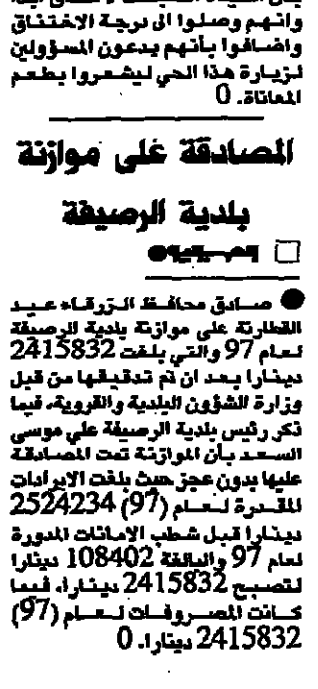 وانهم وصلوا الى درجة الاختناق
واضافوا بأنهم يدعون المسؤولين
لزيارة هذا الحي ليشعروا بطعم
المعاناة. 0
المصادقة على موازنة
بلدية الرصيفة
● صادق محافظ الزرقاء عيد
القطارنة على موازنة بلدية الرصيفة
لعام 97 والتي بلغت 2415832
دينارا بعد ان تم تدقيقها من قبل
وزارة الشؤون البلدية والقروية، فيما
ذكر رئيس بلدية الرصيفة علي موسى
السعد بأن الموازنة تمت المصادقة
عليها بدون عجز حيث بلغت الايرادات
المقدرة لعام (97) 2524234
دينارا قبل شطب الامانات المدورة
لعام 97 والبالغة 108402 دينارا
لتصبح 2415832 دينارا، فيما
كانت المصروفات لعام (97)
2415832 دينارا. 0